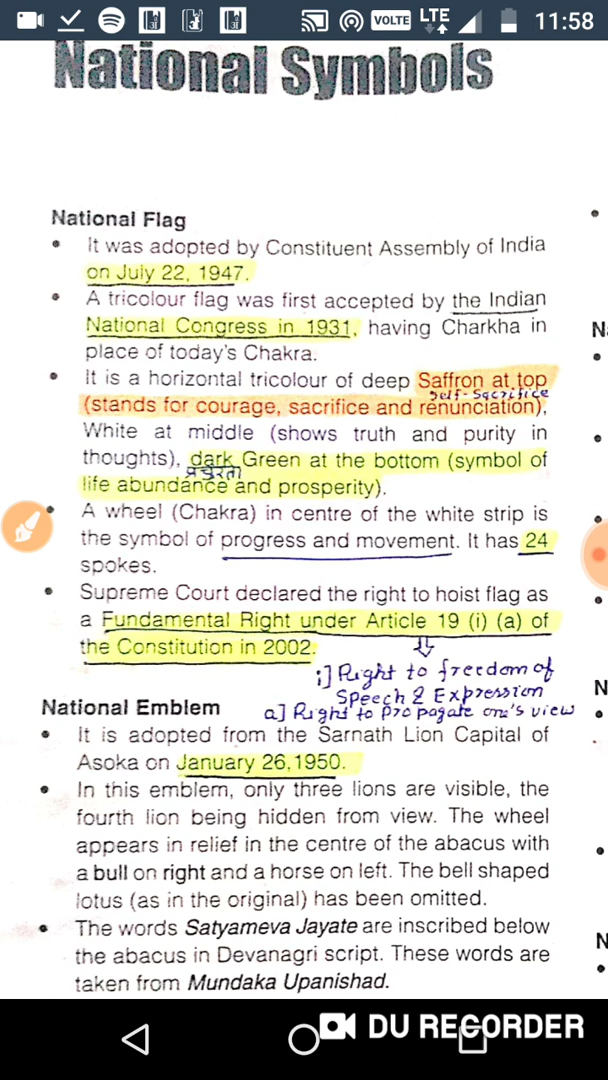 VOLTE LTE 11:58
National Symbols
National Flag
• It was adopted by Constituent Assembly of India
on July 22, 1947.
• A tricolour flag was first accepted by the Indian
National Congress in 1931, having Charkha in
place of today's Chakra.
• It is a horizontal tricolour of deep Saffron at top
self-sacrifice
(stands for courage, sacrifice and renunciation),
White at middle (shows truth and purity in
thoughts), dark Green at the bottom (symbol of
प्रचुरता
life abundance and prosperity).
• A wheel (Chakra) in centre of the white strip is
the symbol of progress and movement. It has 24
spokes.
• Supreme Court declared the right to hoist flag as
a Fundamental Right under Article 19 (i) (a) of
the Constitution in 2002.
i] Right to freedom of
Speech & Expression
a] Right to propagate one's view
National Emblem
• It is adopted from the Sarnath Lion Capital of
Asoka on January 26,1950.
• In this emblem, only three lions are visible, the
fourth lion being hidden from view. The wheel
appears in relief in the centre of the abacus with
a bull on right and a horse on left. The bell shaped
lotus (as in the original) has been omitted.
• The words Satyameva Jayate are inscribed below
the abacus in Devanagri script. These words are
taken from Mundaka Upanishad.
DU RECORDER